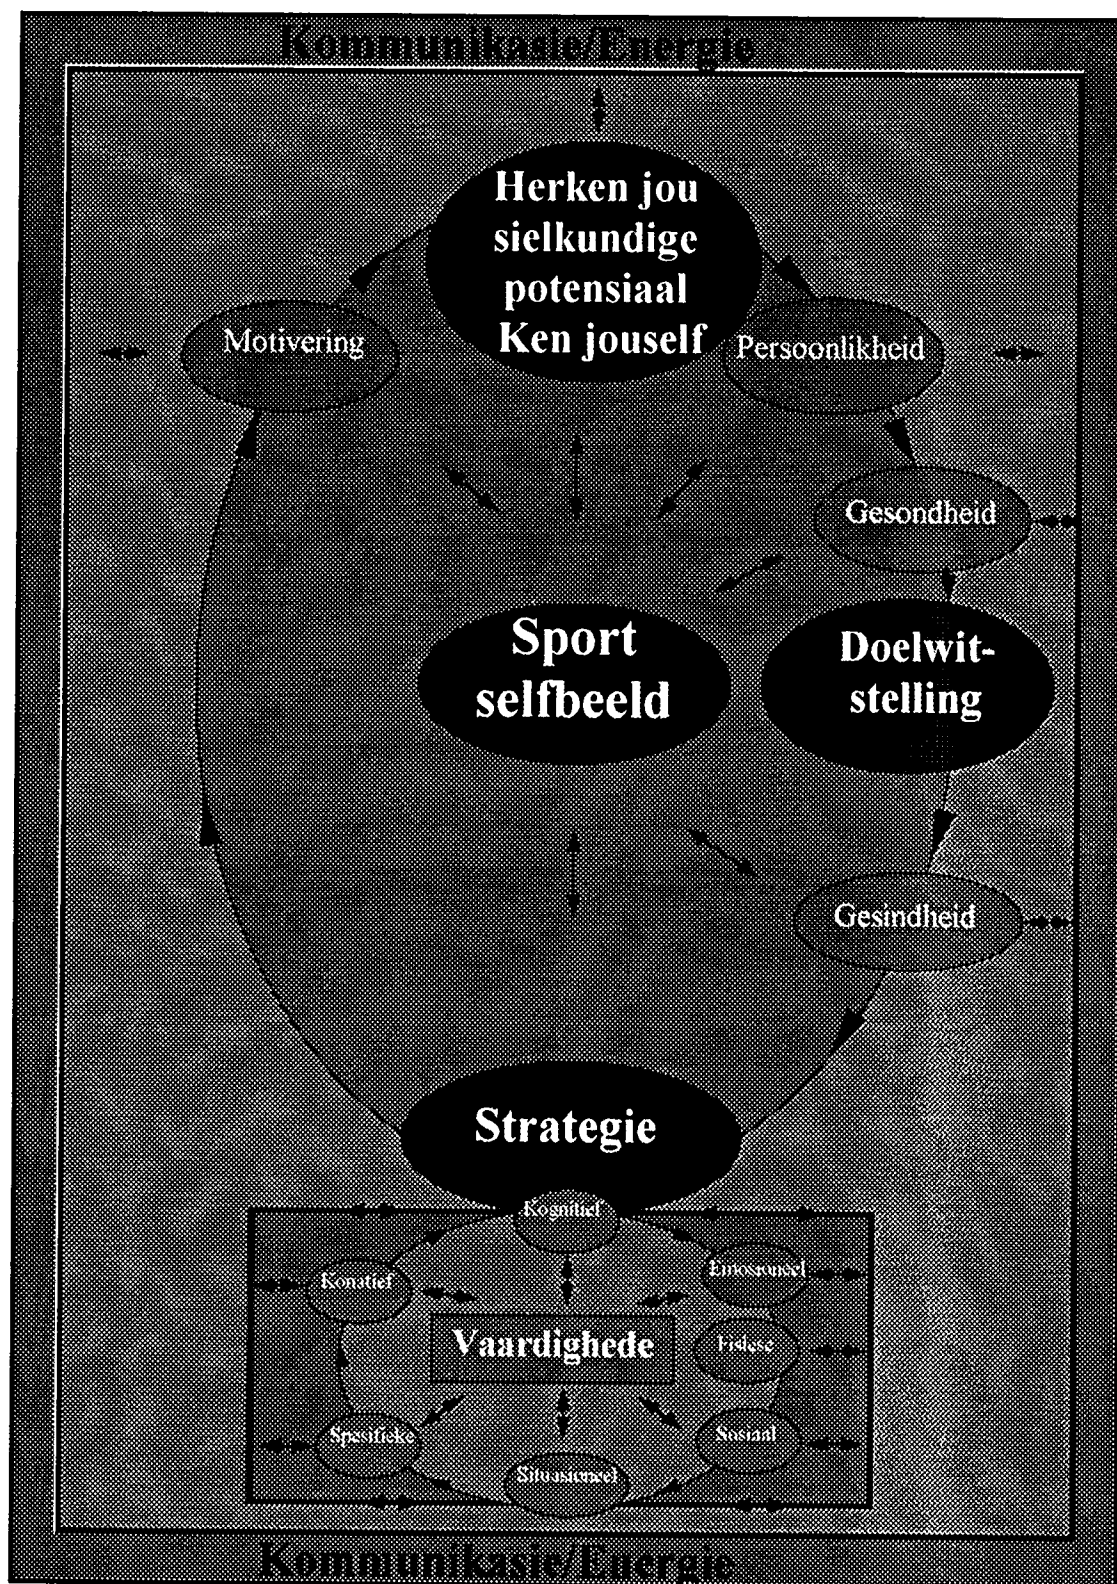 Kommunikasie/Energie
Herken jou
sielkundige
potensiaal
Ken jouself
Motivering
Persoonlikheid
Gesondheid
Sport
selfbeeld
Doelwit-
stelling
Gesindheid
Strategie
Kognitief
Konatief
Emosioneel
Vaardighede
Fisiese
Spesifieke
Sosiaal
Situasioneel
Kommunikasie/Energie